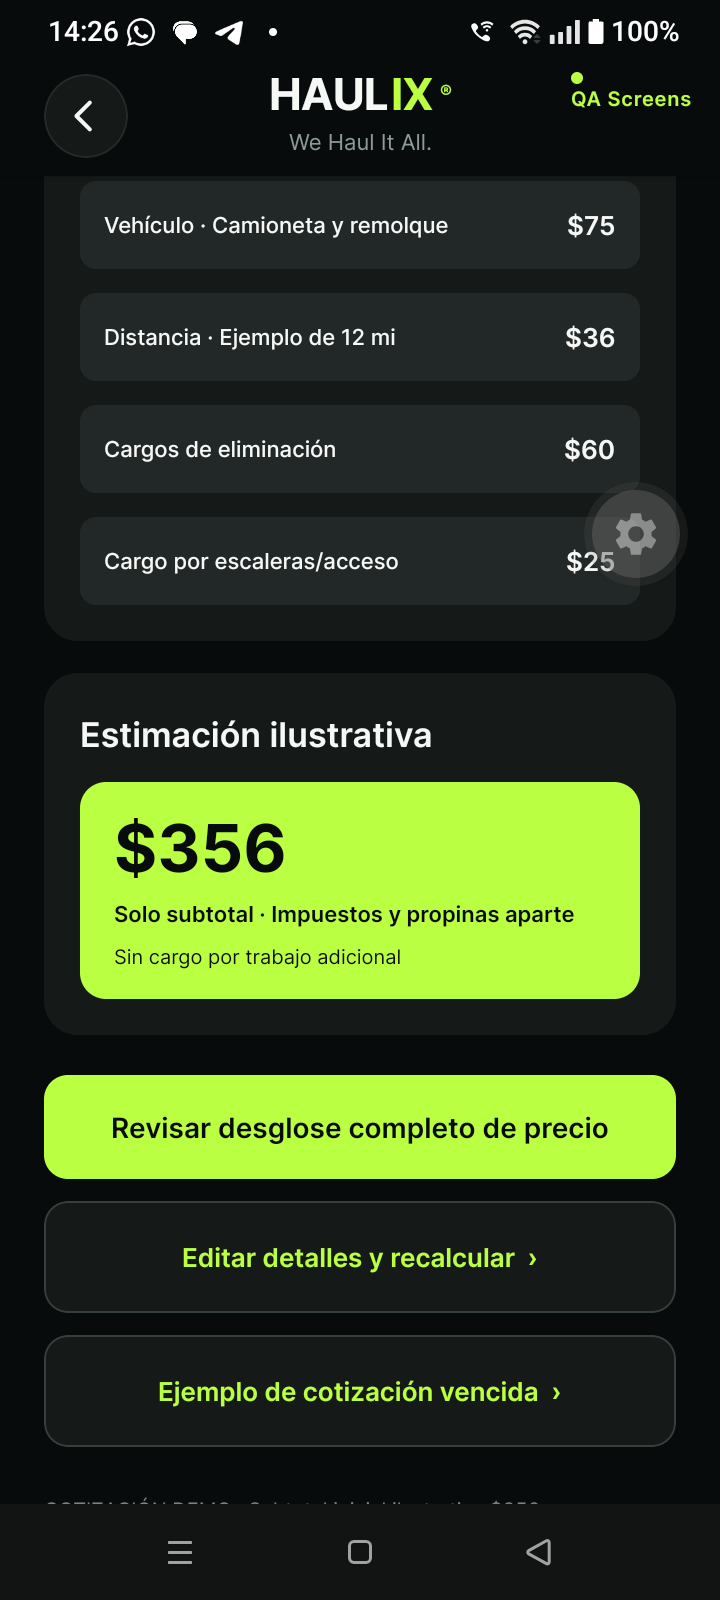 14:26
100%
HAULIX ®
QA Screens
We Haul It All.
Vehículo · Camioneta y remolque $75
Distancia · Ejemplo de 12 mi $36
Cargos de eliminación $60
Cargo por escaleras/acceso $25
Estimación ilustrativa
$356
Solo subtotal · Impuestos y propinas aparte
Sin cargo por trabajo adicional
Revisar desglose completo de precio
Editar detalles y recalcular ›
Ejemplo de cotización vencida ›